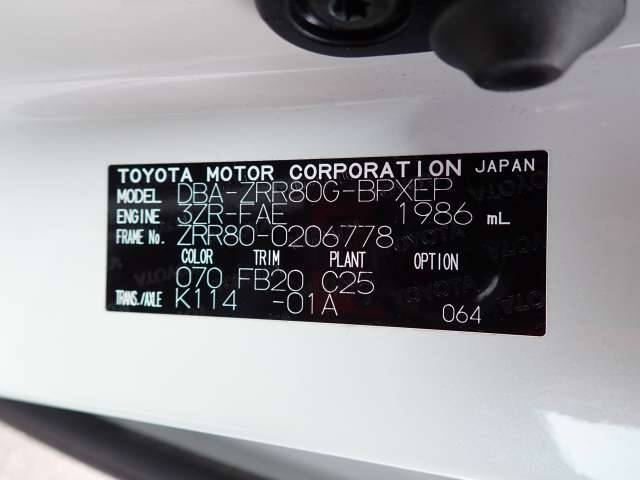 TOYOTA MOTOR CORPORATION JAPAN
MODEL DBA-ZRR80G-BPXEP
ENGINE 3ZR-FAE 1986 mL
FRAME No. ZRR80-0206778
COLOR TRIM PLANT OPTION
070 FB20 C25
TRANS./AXLE K114 -01A
064